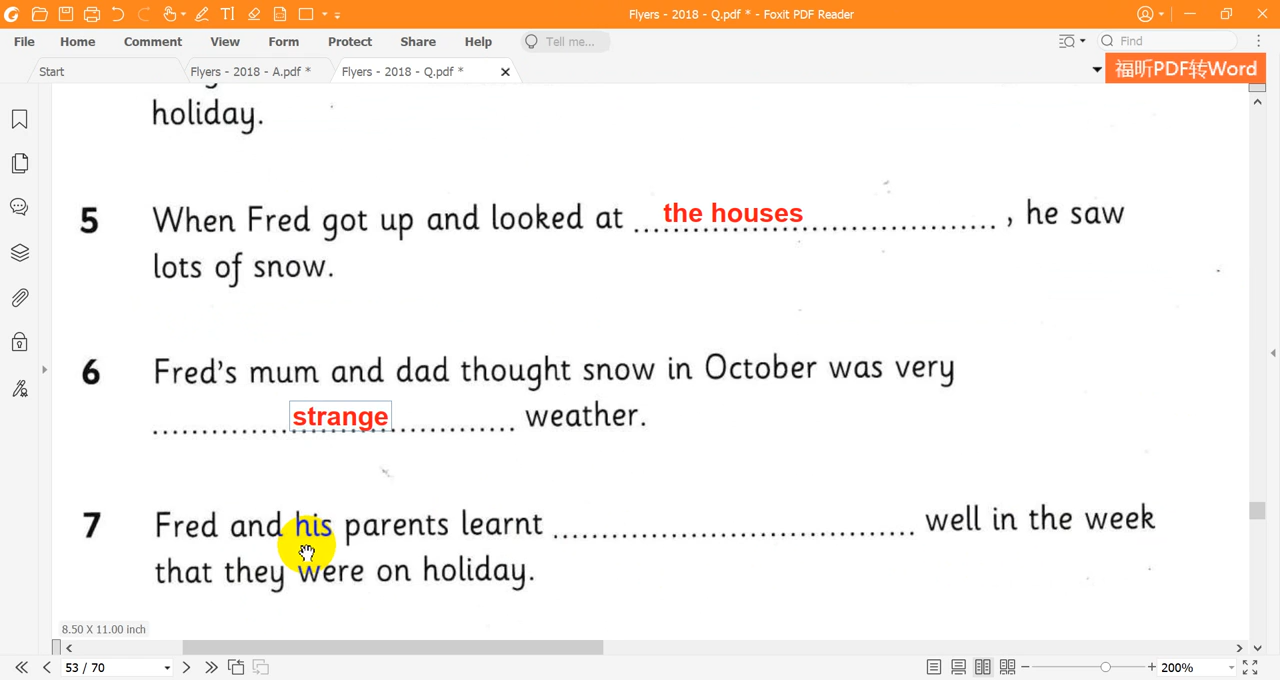 Flyers - 2018 - Q.pdf * - Foxit PDF Reader
File Home Comment View Form Protect Share Help Tell me... Find
Start Flyers - 2018 - A.pdf * Flyers - 2018 - Q.pdf * 福昕PDF转Word
holiday.
5 When Fred got up and looked at the houses , he saw
lots of snow.
6 Fred's mum and dad thought snow in October was very
strange weather.
7 Fred and his parents learnt ........................................ well in the week
that they were on holiday.
8.50 X 11.00 inch
53 / 70 200%